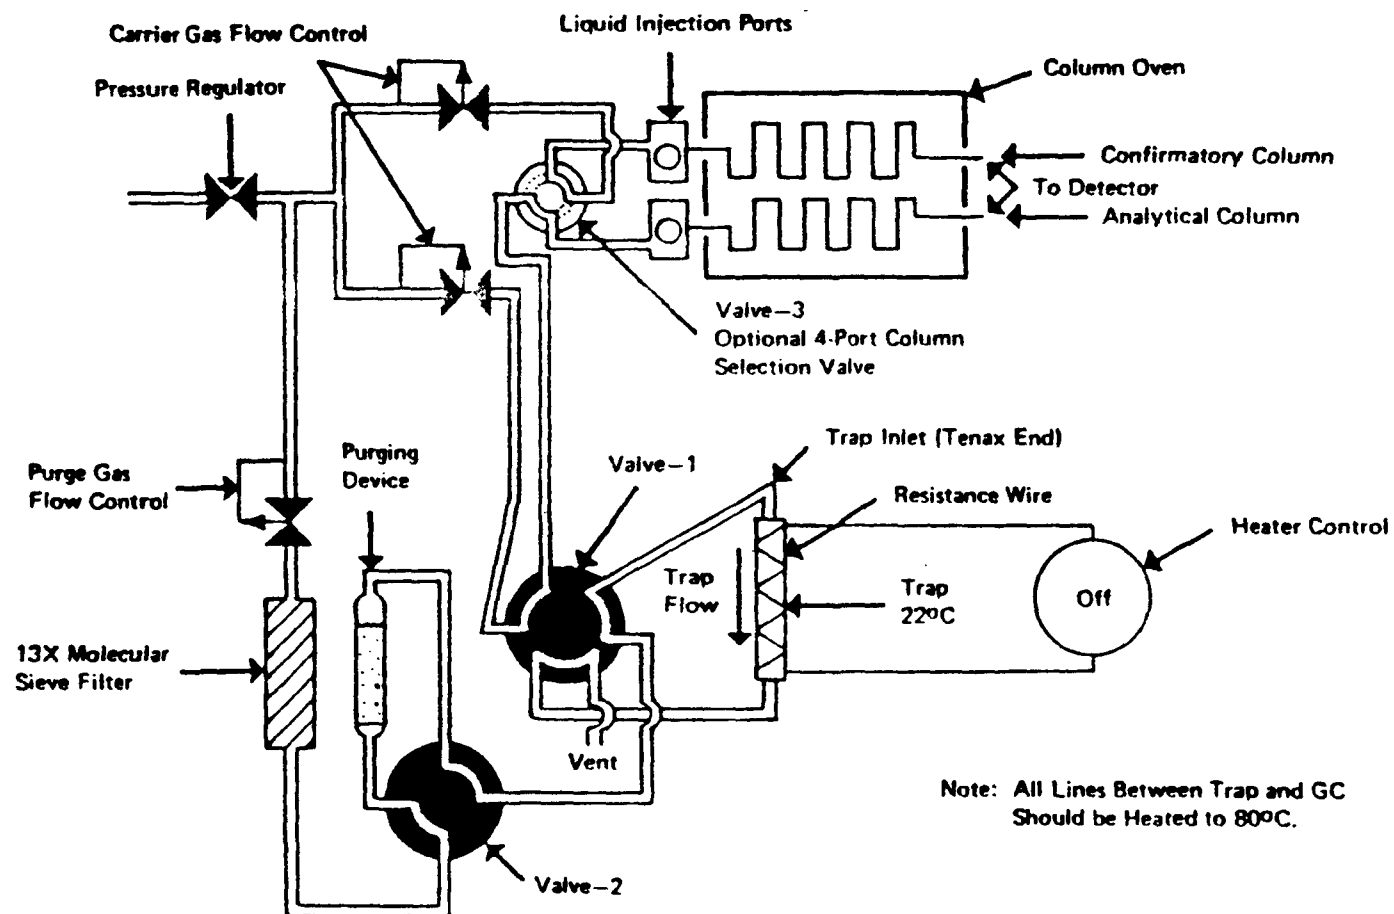 Carrier Gas Flow Control
Pressure Regulator
Liquid Injection Ports
Column Oven
Confirmatory Column
To Detector
Analytical Column
Valve-3
Optional 4-Port Column
Selection Valve
Purge Gas
Flow Control
Purging
Device
Valve-1
Trap Inlet (Tenax End)
Resistance Wire
Heater Control
Trap
Flow
Trap
22ºC
Off
13X Molecular
Sieve Filter
Vent
Valve-2
Note: All Lines Between Trap and GC
Should be Heated to 80ºC.